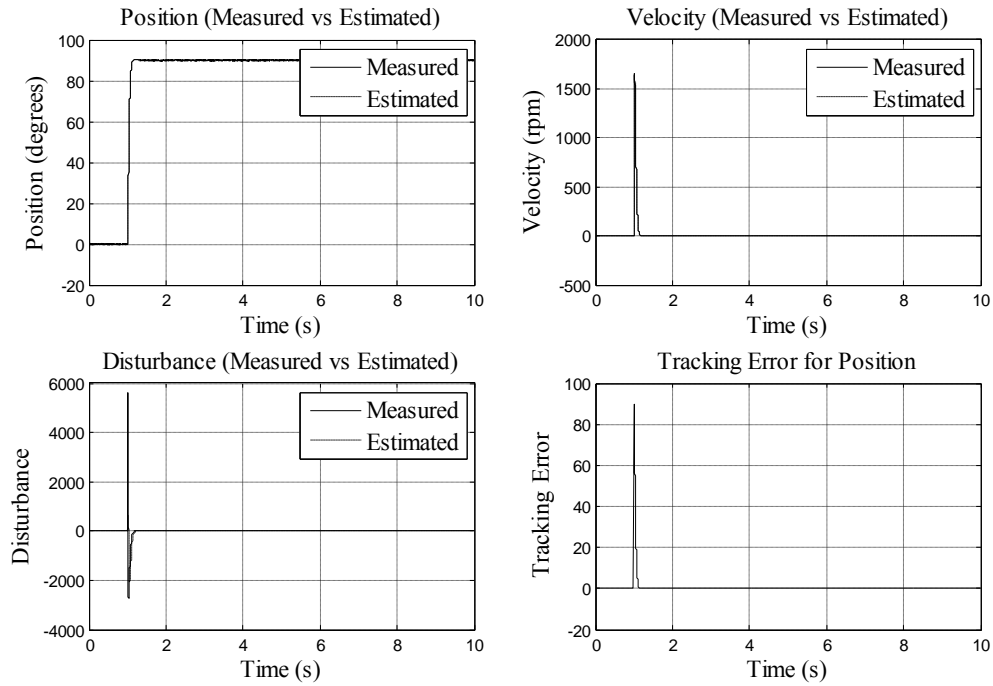 Position (Measured vs Estimated)
100
80
60
40
20
0
-20
Position (degrees)
Measured
Estimated
0 2 4 6 8 10
Time (s)
Velocity (Measured vs Estimated)
2000
1500
1000
500
0
-500
Velocity (rpm)
Measured
Estimated
0 2 4 6 8 10
Time (s)
Disturbance (Measured vs Estimated)
6000
4000
2000
0
-2000
-4000
Disturbance
Measured
Estimated
0 2 4 6 8 10
Time (s)
Tracking Error for Position
100
80
60
40
20
0
-20
Tracking Error
0 2 4 6 8 10
Time (s)